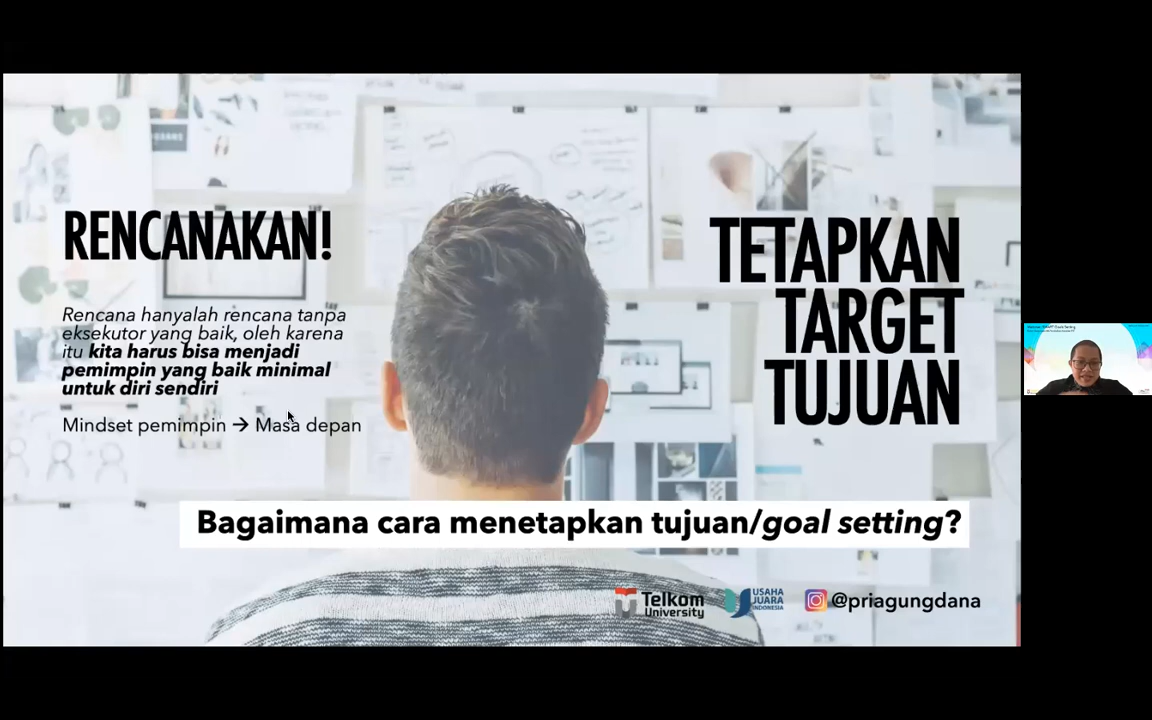 RENCANAKAN!
Rencana hanyalah rencana tanpa
eksekutor yang baik, oleh karena
itu kita harus bisa menjadi
pemimpin yang baik minimal
untuk diri sendiri
Mindset pemimpin → Masa depan
TETAPKAN
TARGET
TUJUAN
Bagaimana cara menetapkan tujuan/goal setting?
Telkom
University
USAHA
JUARA
INDONESIA
@priagungdana